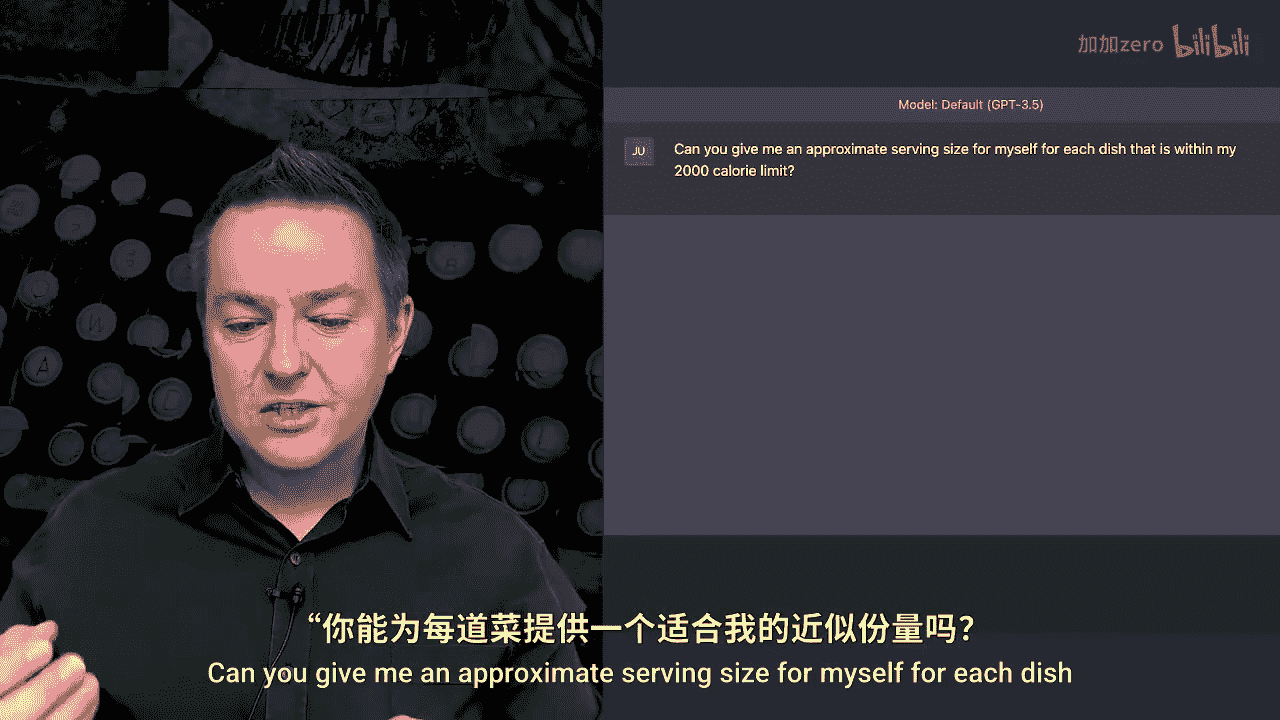 加加zero bilibili
Model: Default (GPT-3.5)
JU
Can you give me an approximate serving size for myself for each dish that is within my
2000 calorie limit?
“你能为每道菜提供一个适合我的近似份量吗?
Can you give me an approximate serving size for myself for each dish